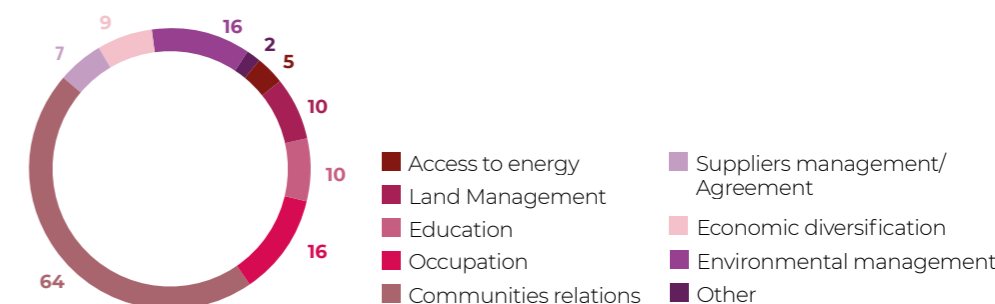 9
16
7
2
5
10
10
16
64
Access to energy
Land Management
Education
Occupation
Communities relations
Suppliers management/
Agreement
Economic diversification
Environmental management
Other